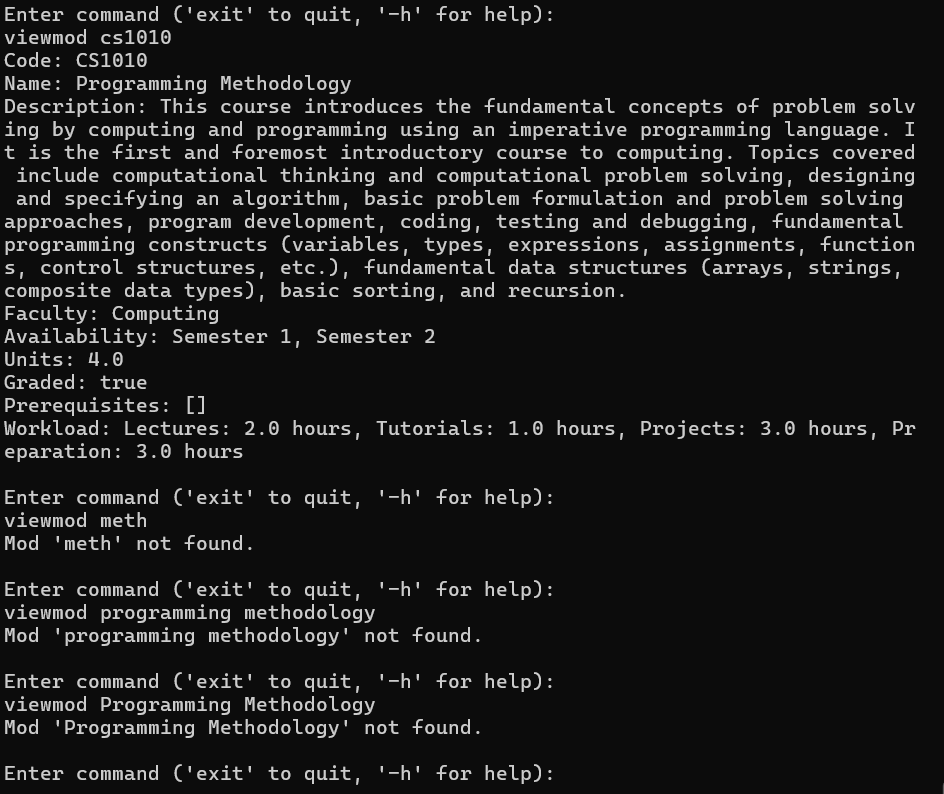 Enter command ('exit' to quit, '-h' for help):
viewmod cs1010
Code: CS1010
Name: Programming Methodology
Description: This course introduces the fundamental concepts of problem solv
ing by computing and programming using an imperative programming language. I
t is the first and foremost introductory course to computing. Topics covered
 include computational thinking and computational problem solving, designing
 and specifying an algorithm, basic problem formulation and problem solving
approaches, program development, coding, testing and debugging, fundamental
programming constructs (variables, types, expressions, assignments, function
s, control structures, etc.), fundamental data structures (arrays, strings,
composite data types), basic sorting, and recursion.
Faculty: Computing
Availability: Semester 1, Semester 2
Units: 4.0
Graded: true
Prerequisites: []
Workload: Lectures: 2.0 hours, Tutorials: 1.0 hours, Projects: 3.0 hours, Pr
eparation: 3.0 hours

Enter command ('exit' to quit, '-h' for help):
viewmod meth
Mod 'meth' not found.

Enter command ('exit' to quit, '-h' for help):
viewmod programming methodology
Mod 'programming methodology' not found.

Enter command ('exit' to quit, '-h' for help):
viewmod Programming Methodology
Mod 'Programming Methodology' not found.

Enter command ('exit' to quit, '-h' for help):